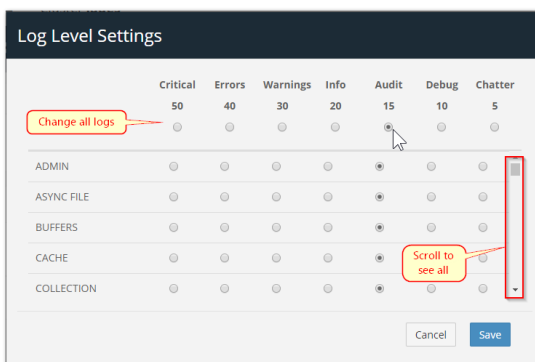 Log Level Settings
Critical Errors Warnings Info Audit Debug Chatter
50 40 30 20 15 10 5
Change all logs
ADMIN
ASYNC FILE
BUFFERS
CACHE
Scroll to
see all
COLLECTION
Cancel Save